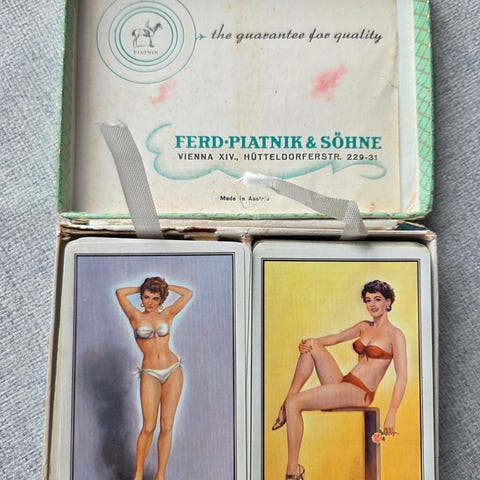 PIATNIK
the guarantee for quality
FERD·PIATNIK & SÖHNE
VIENNA XIV., HÜTTELDORFERSTR. 229-31
Made in Austria